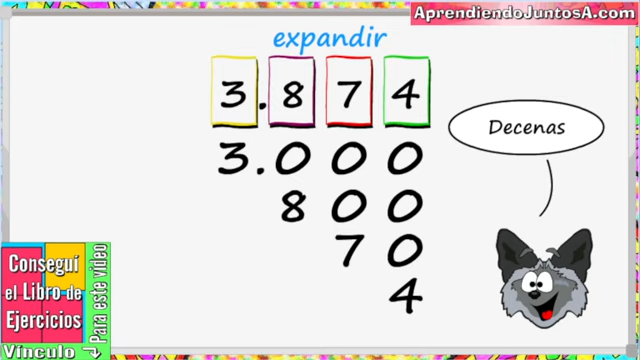 AprendiendoJuntosA.com
expandir
3.874
3.000
800
70
4
Decenas
Conseguí
el Libro de
Ejercicios
Vínculo
Para este video